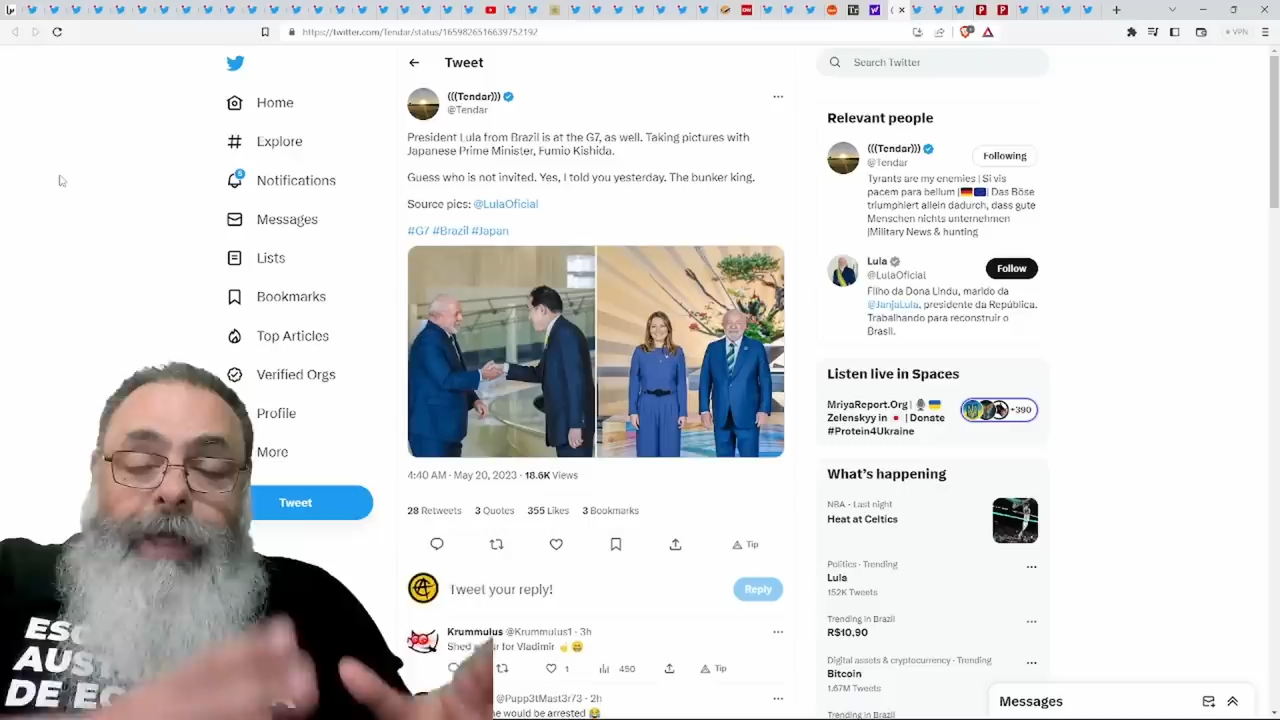 https://twitter.com/Tendar/status/1659826516639752192
VPN
Home
Explore
6
Notifications
Messages
Lists
Bookmarks
Top Articles
Verified Orgs
Profile
More
Tweet
Tweet
(((Tendar)))
@Tendar
President Lula from Brazil is at the G7, as well. Taking pictures with
Japanese Prime Minister, Fumio Kishida.
Guess who is not invited. Yes, I told you yesterday. The bunker king.
Source pics: @LulaOficial
#G7 #Brazil #Japan
4:40 AM · May 20, 2023 · 18.6K Views
28 Retweets 3 Quotes 355 Likes 3 Bookmarks
Tip
Tweet your reply!
Reply
Krummulus @Krummulus1 · 3h
for Vladimir
1
450
Tip
@Pupp3tMast3r73 · 2h
would be arrested
Search Twitter
Relevant people
(((Tendar)))
@Tendar
Following
Tyrants are my enemies | Si vis
pacem para bellum | Das Böse
triumphiert allein dadurch, dass gute
Menschen nichts unternehmen
|Military News & hunting
Lula
@LulaOficial
Follow
Filho da Dona Lindu, marido da
@JanjaLula, presidente da República.
Trabalhando para reconstruir o
Brasil.
Listen live in Spaces
MriyaReport.Org |
Zelenskyy in | Donate
#Protein4Ukraine
+390
What's happening
NBA · Last night
Heat at Celtics
Politics · Trending
Lula
152K Tweets
Trending in Brazil
R$10,90
Digital assets & cryptocurrency · Trending
Bitcoin
1.67M Tweets
Trending in Brazil
Messages
ES
AUS
DE